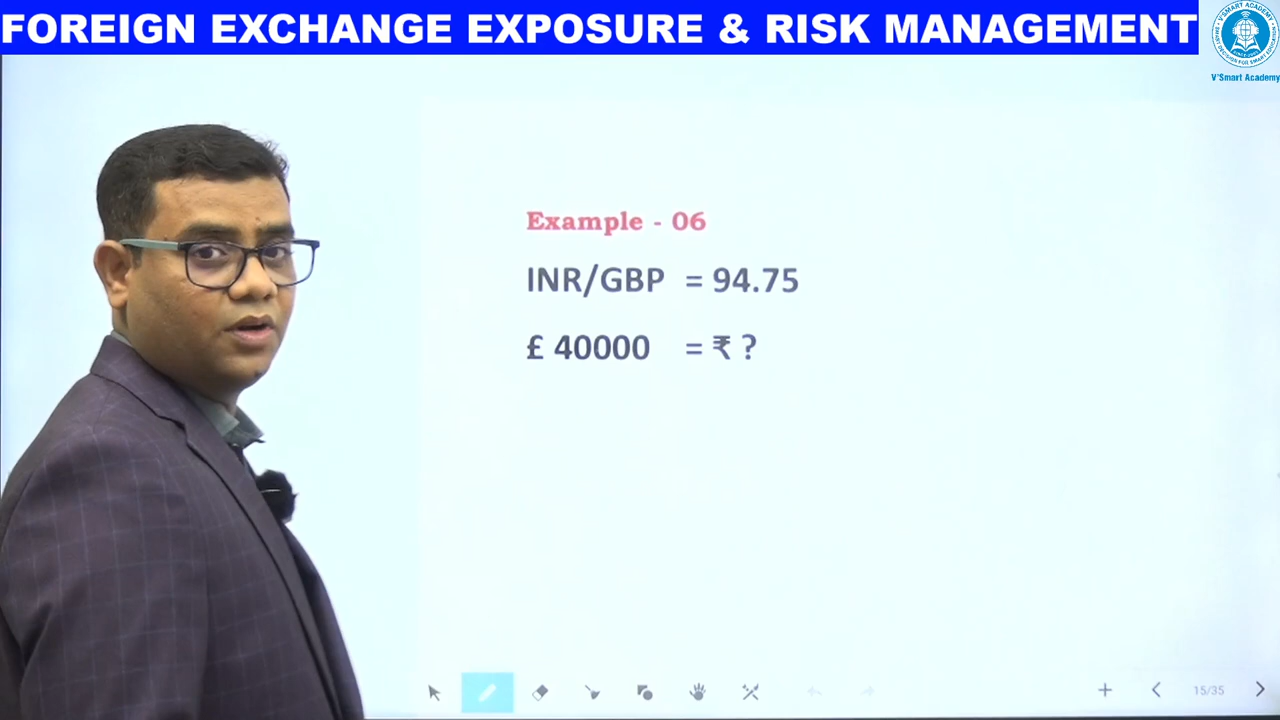 FOREIGN EXCHANGE EXPOSURE & RISK MANAGEMENT
V'Smart Academy
Example - 06
INR/GBP = 94.75
£ 40000 = ₹ ?
15/35